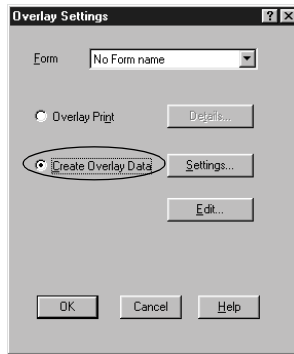 Overlay Settings
Form No Form name
Overlay Print Details...
Create Overlay Data Settings...
Edit...
OK Cancel Help